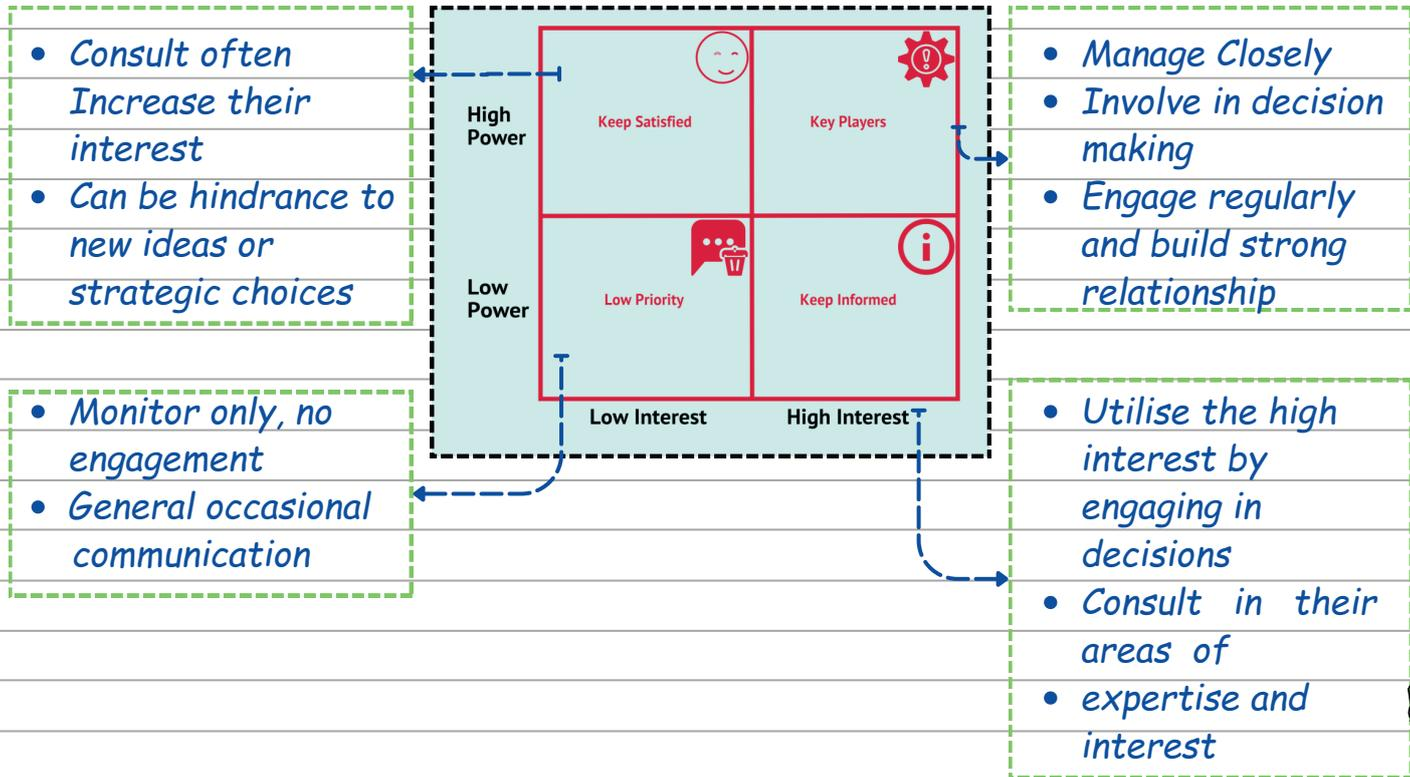 • Consult often
Increase their
interest
• Can be hindrance to
new ideas or
strategic choices
High
Power
Keep Satisfied
Key Players
• Manage Closely
• Involve in decision
making
• Engage regularly
and build strong
relationship
Low
Power
Low Priority
Keep Informed
Low Interest
High Interest
• Monitor only, no
engagement
• General occasional
communication
• Utilise the high
interest by
engaging in
decisions
• Consult in their
areas of
• expertise and
interest